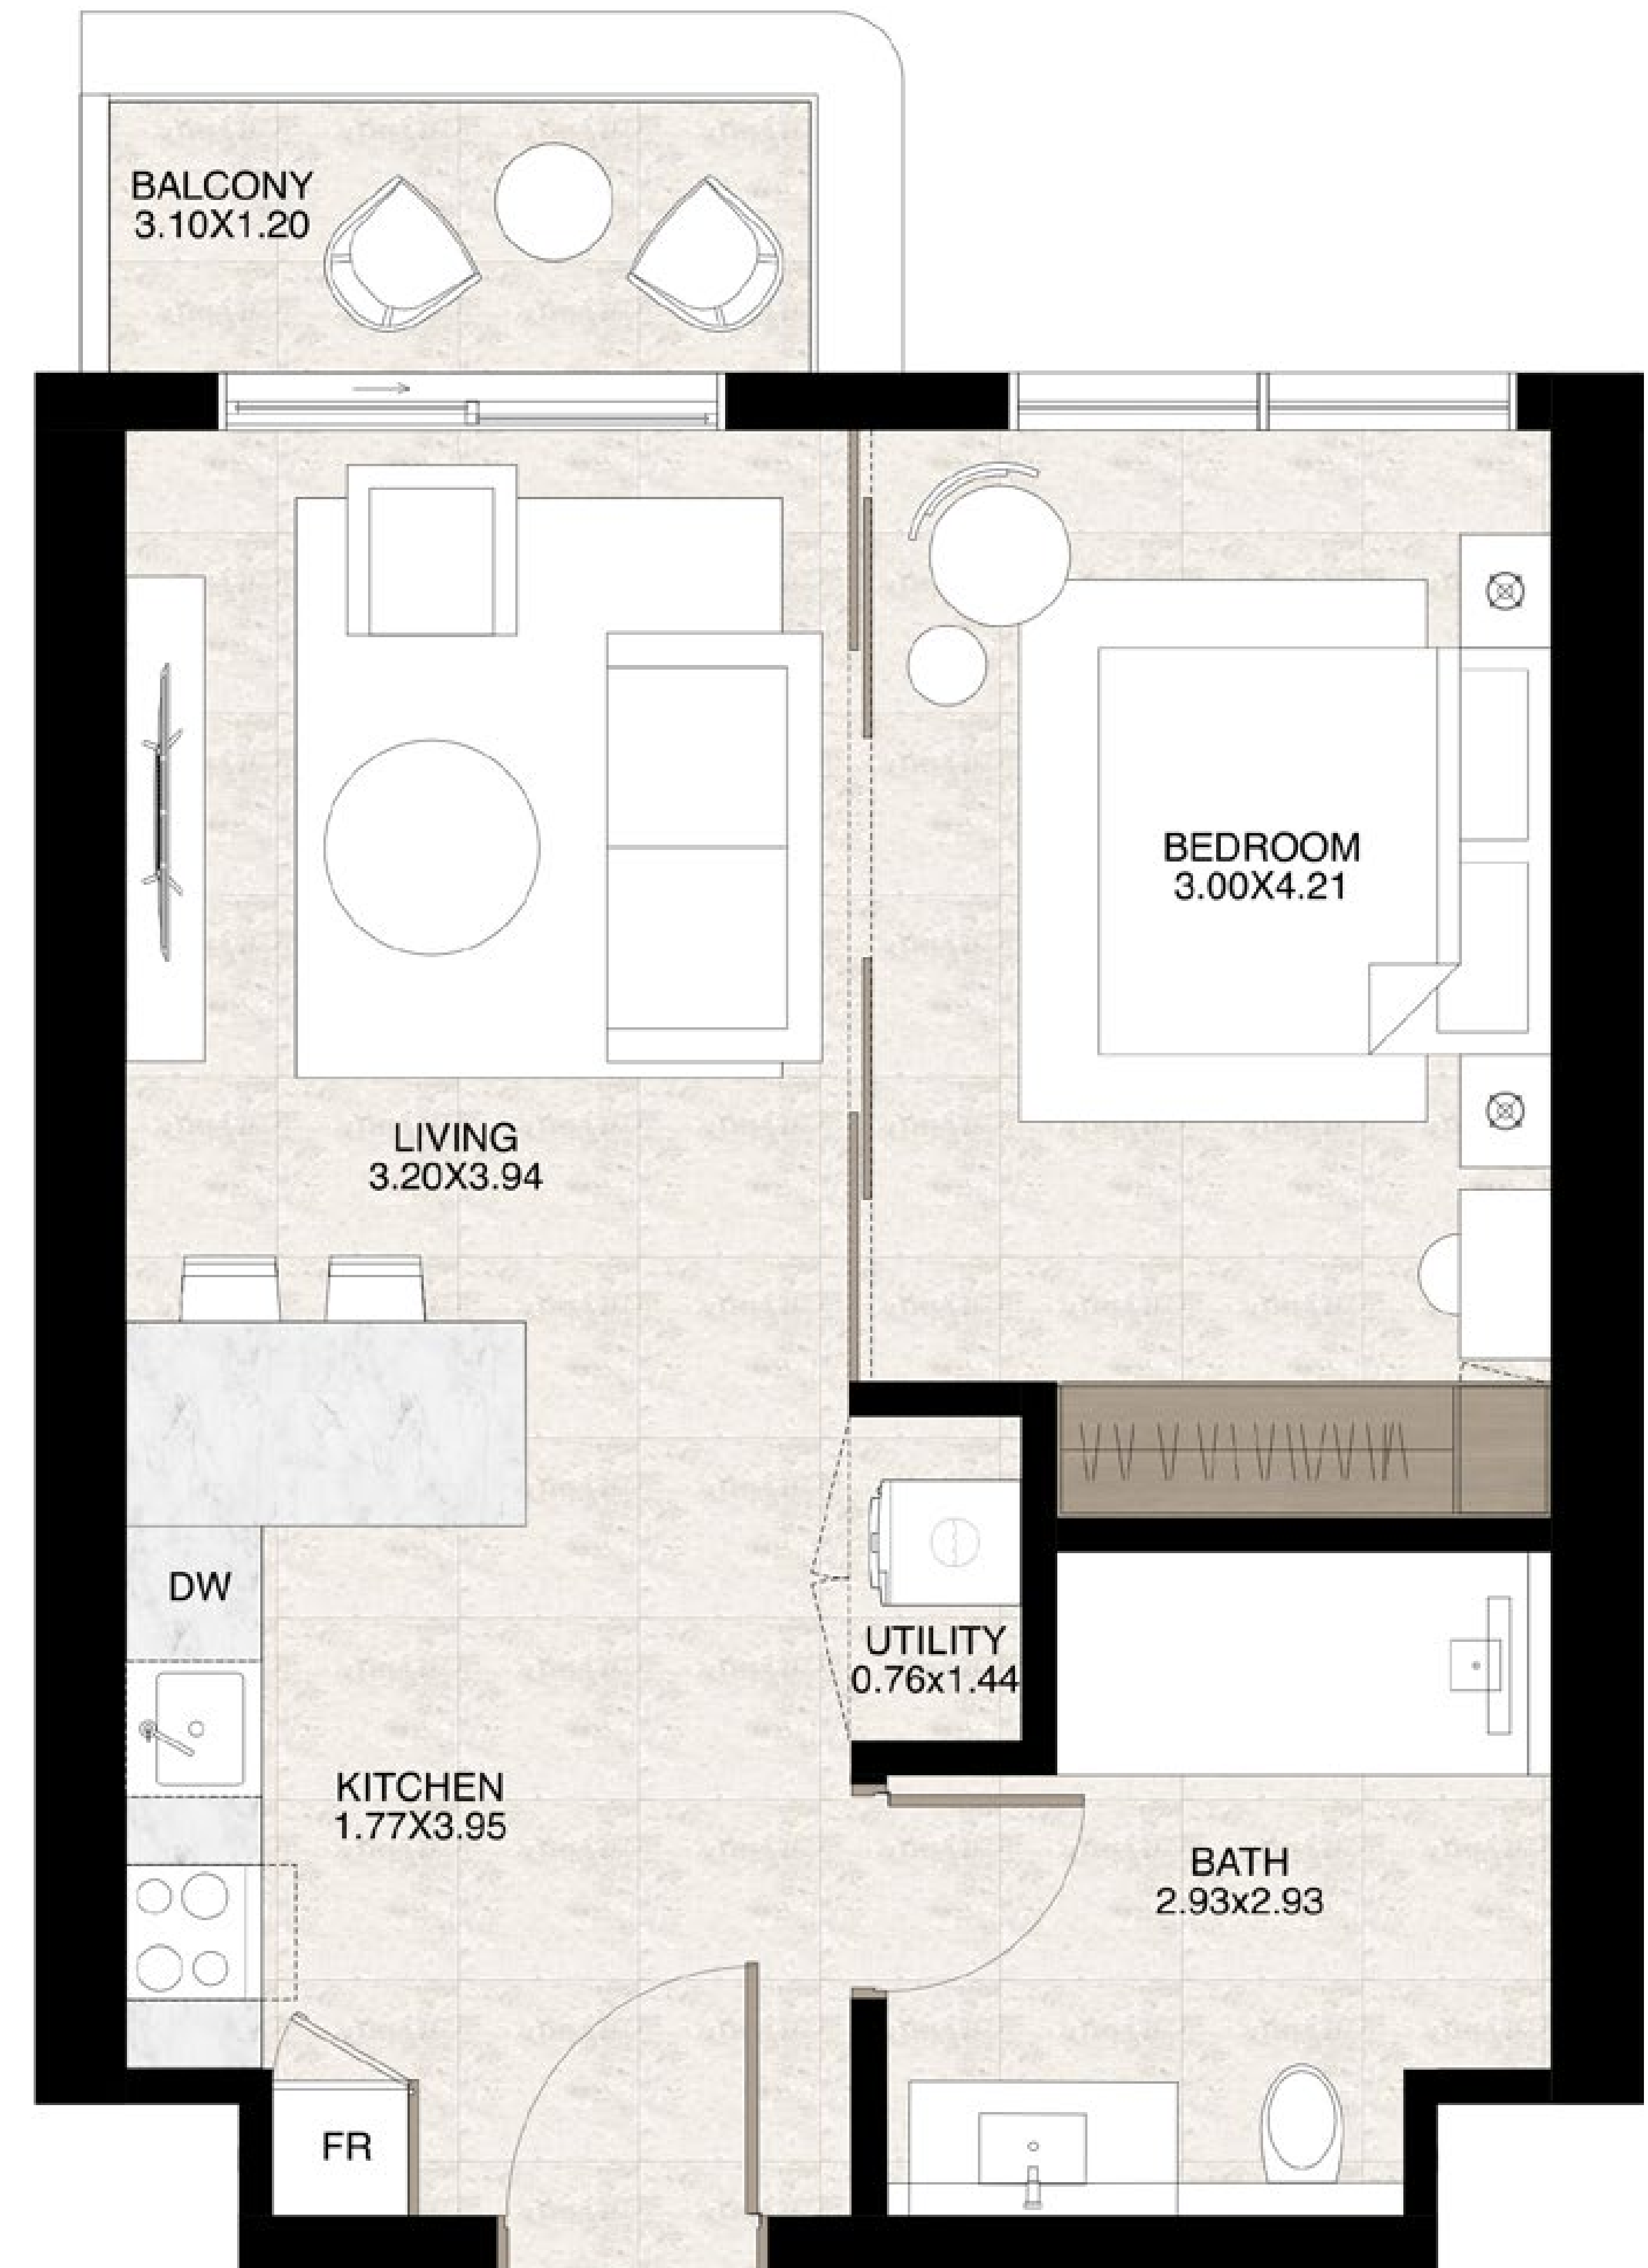 BALCONY
3.10X1.20
BEDROOM
3.00X4.21
LIVING
3.20X3.94
DW
UTILITY
0.76x1.44
KITCHEN
1.77X3.95
BATH
2.93x2.93
FR